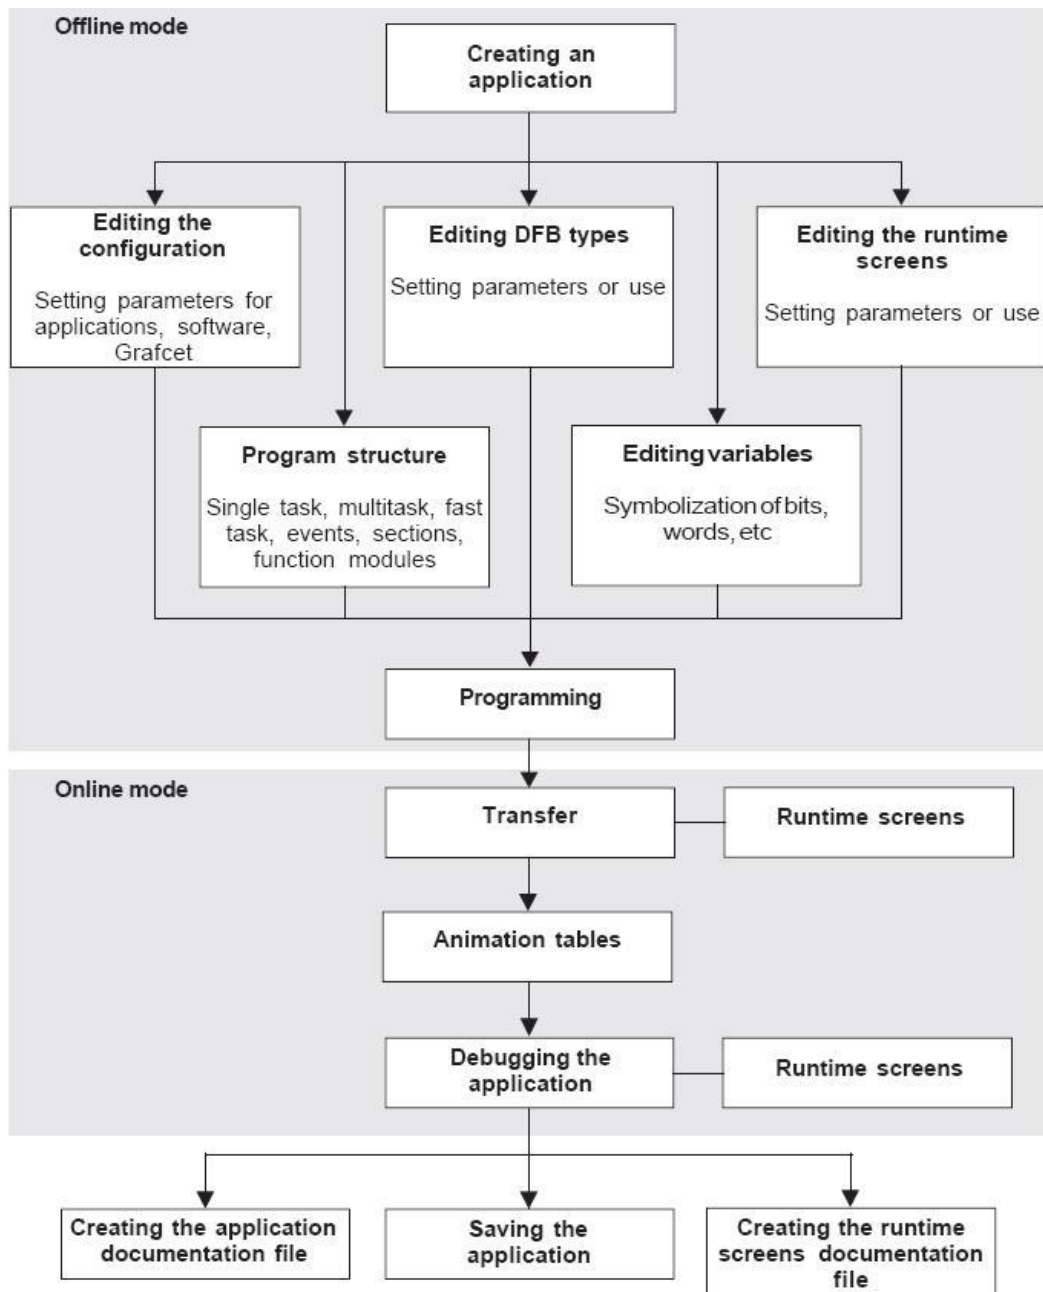 Offline mode
Creating an
application
Editing the
configuration
Setting parameters for
applications, software,
Grafcet
Editing DFB types
Setting parameters or use
Editing the runtime
screens
Setting parameters or use
Program structure
Single task, multitask, fast
task, events, sections,
function modules
Editing variables
Symbolization of bits,
words, etc
Programming
Online mode
Transfer
Runtime screens
Animation tables
Debugging the
application
Runtime screens
Creating the application
documentation file
Saving the
application
Creating the runtime
screens documentation
file